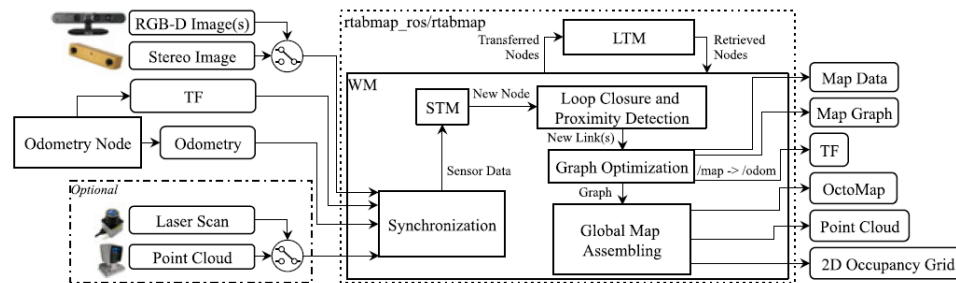 RGB-D Image(s)
Stereo Image
TF
Odometry Node
Odometry
Optional
Laser Scan
Point Cloud
rtabmap_ros/rtabmap
Transferred
Nodes
LTM
Retrieved
Nodes
WM
STM
New Node
Loop Closure and
Proximity Detection
New Link(s)
Sensor Data
Graph Optimization
/map -> /odom
Graph
Synchronization
Global Map
Assembling
Map Data
Map Graph
TF
OctoMap
Point Cloud
2D Occupancy Grid